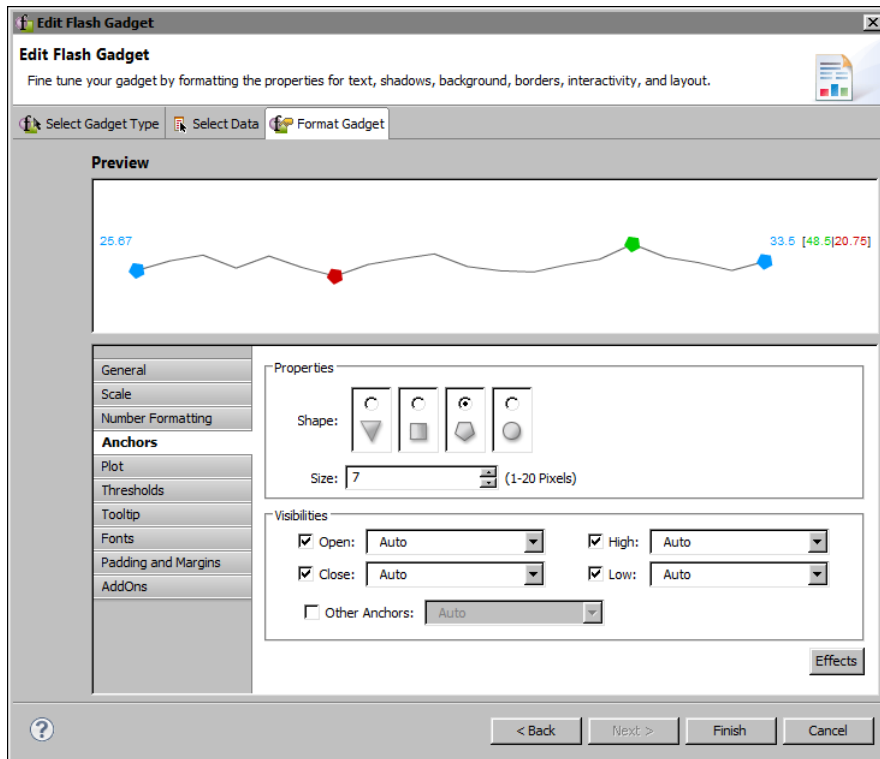 Edit Flash Gadget
Edit Flash Gadget
Fine tune your gadget by formatting the properties for text, shadows, background, borders, interactivity, and layout.
Select Gadget Type
Select Data
Format Gadget
Preview
25.67
33.5 [48.5|20.75]
General
Scale
Number Formatting
Anchors
Plot
Thresholds
Tooltip
Fonts
Padding and Margins
AddOns
Properties
Shape:
Size: 7 (1-20 Pixels)
Visibilities
Open: Auto
High: Auto
Close: Auto
Low: Auto
Other Anchors: Auto
Effects
?
< Back
Next >
Finish
Cancel